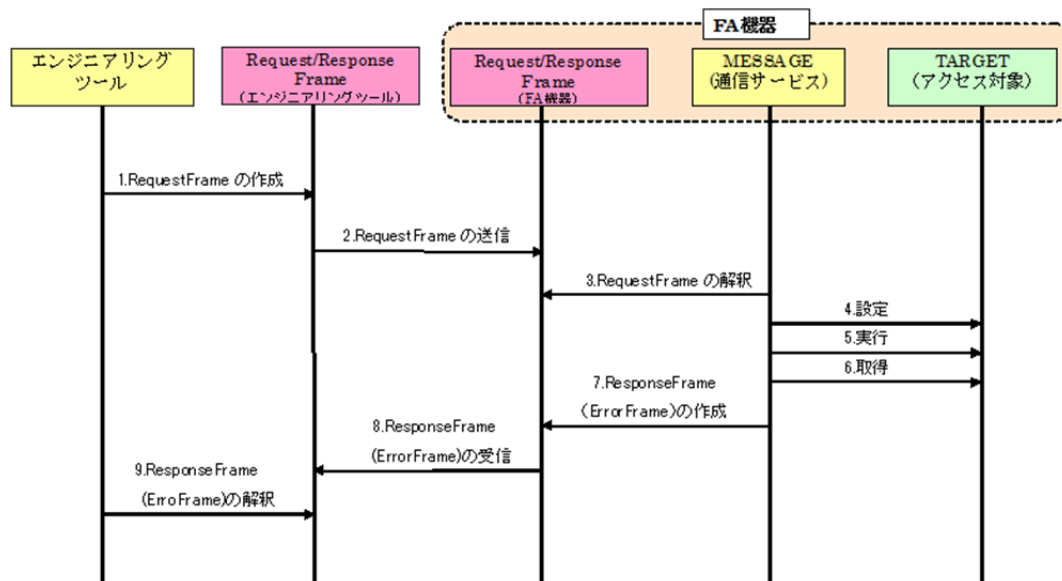 FA機器
エンジニアリング
ツール
Request/Response
Frame
(エンジニアリングツール)
Request/Response
Frame
(FA機器)
MESSAGE
(通信サービス)
TARGET
(アクセス対象)
1.RequestFrame の作成
2.RequestFrame の送信
3.RequestFrame の解釈
4.設定
5.実行
6.取得
7.ResponseFrame
(ErrorFrame)の作成
8.ResponseFrame
(ErrorFrame)の受信
9.ResponseFrame
(ErroFrame)の解釈